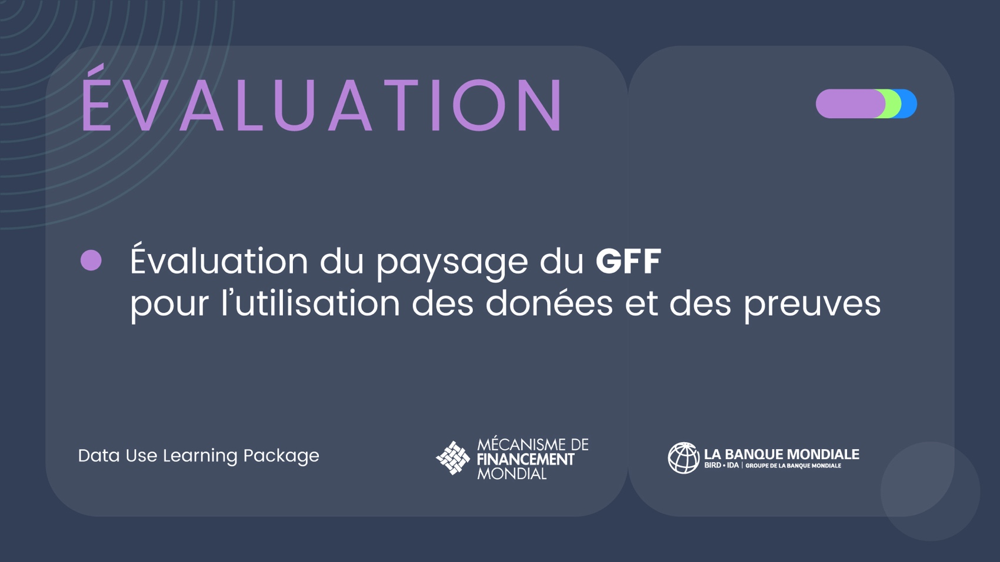 ÉVALUATION
Évaluation du paysage du GFF
pour l’utilisation des donées et des preuves
Data Use Learning Package
MÉCANISME DE
FINANCEMENT
MONDIAL
LA BANQUE MONDIALE
BIRD • IDA | GROUPE DE LA BANQUE MONDIALE